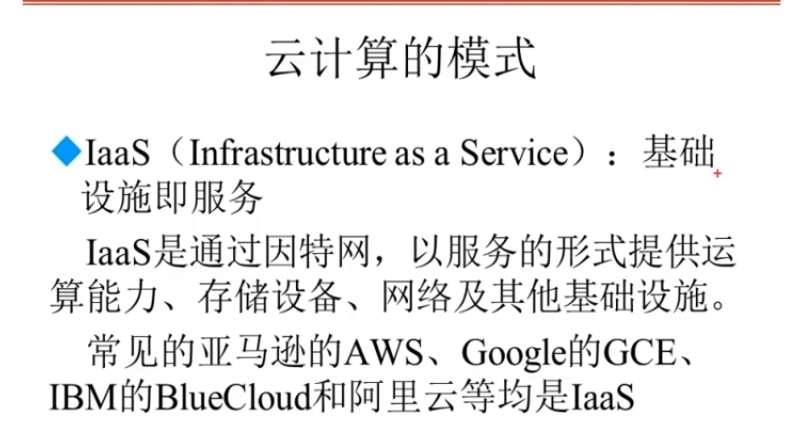 云计算的模式
IaaS（Infrastructure as a Service）：基础
设施即服务
IaaS是通过因特网，以服务的形式提供运
算能力、存储设备、网络及其他基础设施。
常见的亚马逊的AWS、Google的GCE、
IBM的BlueCloud和阿里云等均是IaaS